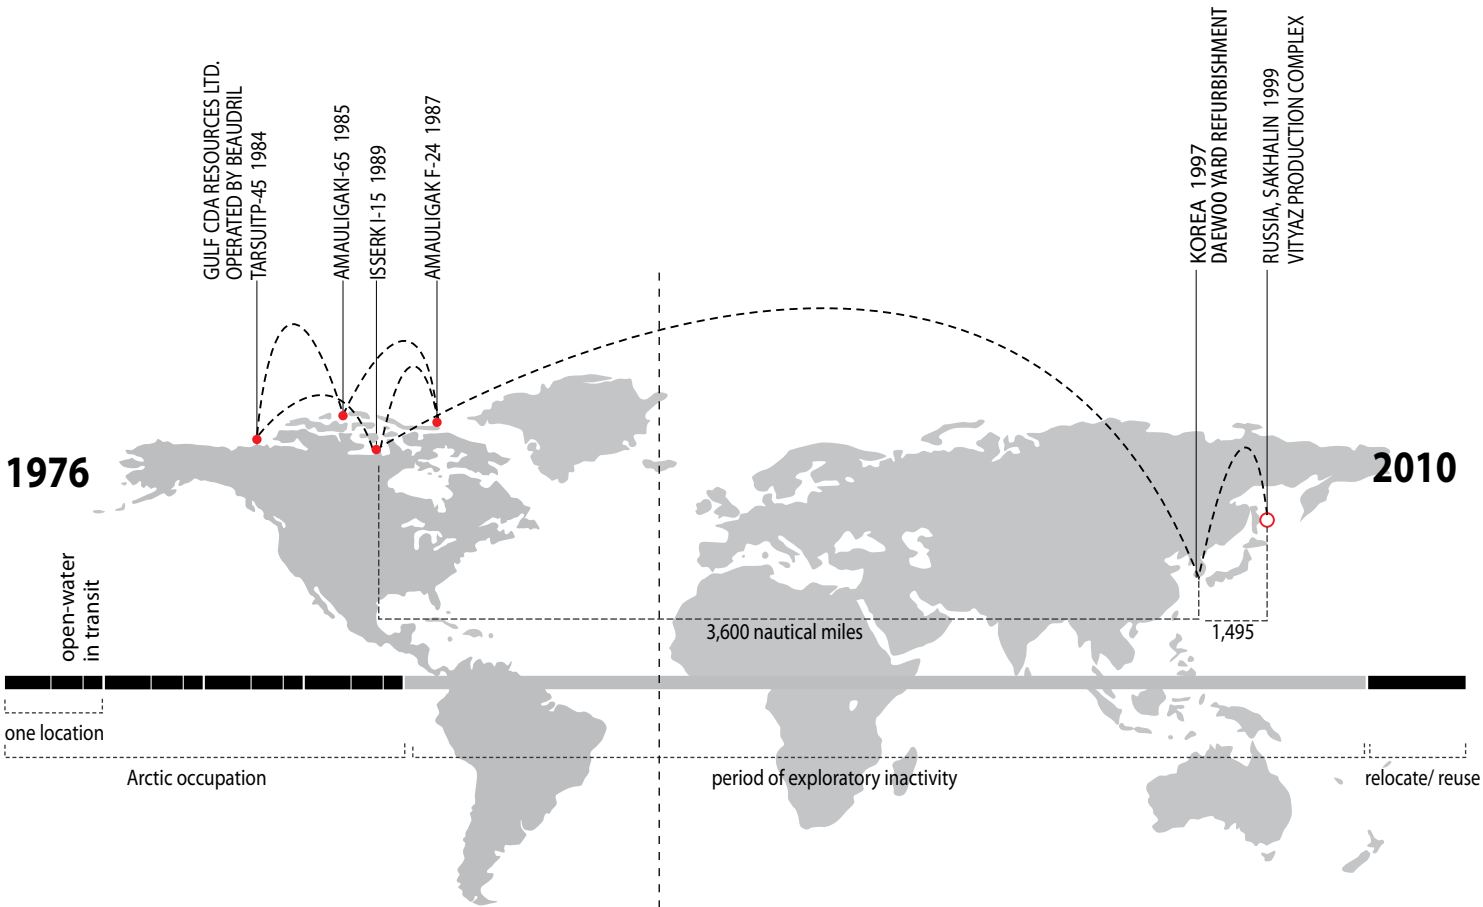 GULF CDA RESOURCES LTD.
OPERATED BY BEAUDRIL
TARSUITP-45 1984
AMAULIGAKI-65 1985
ISSERK I-15 1989
AMAULIGAK F-24 1987
KOREA 1997
DAEWOO YARD REFURBISHMENT
RUSSIA, SAKHALIN 1999
VITYAZ PRODUCTION COMPLEX
1976
2010
open-water
in transit
3,600 nautical miles
1,495
one location
Arctic occupation
period of exploratory inactivity
relocate/ reuse